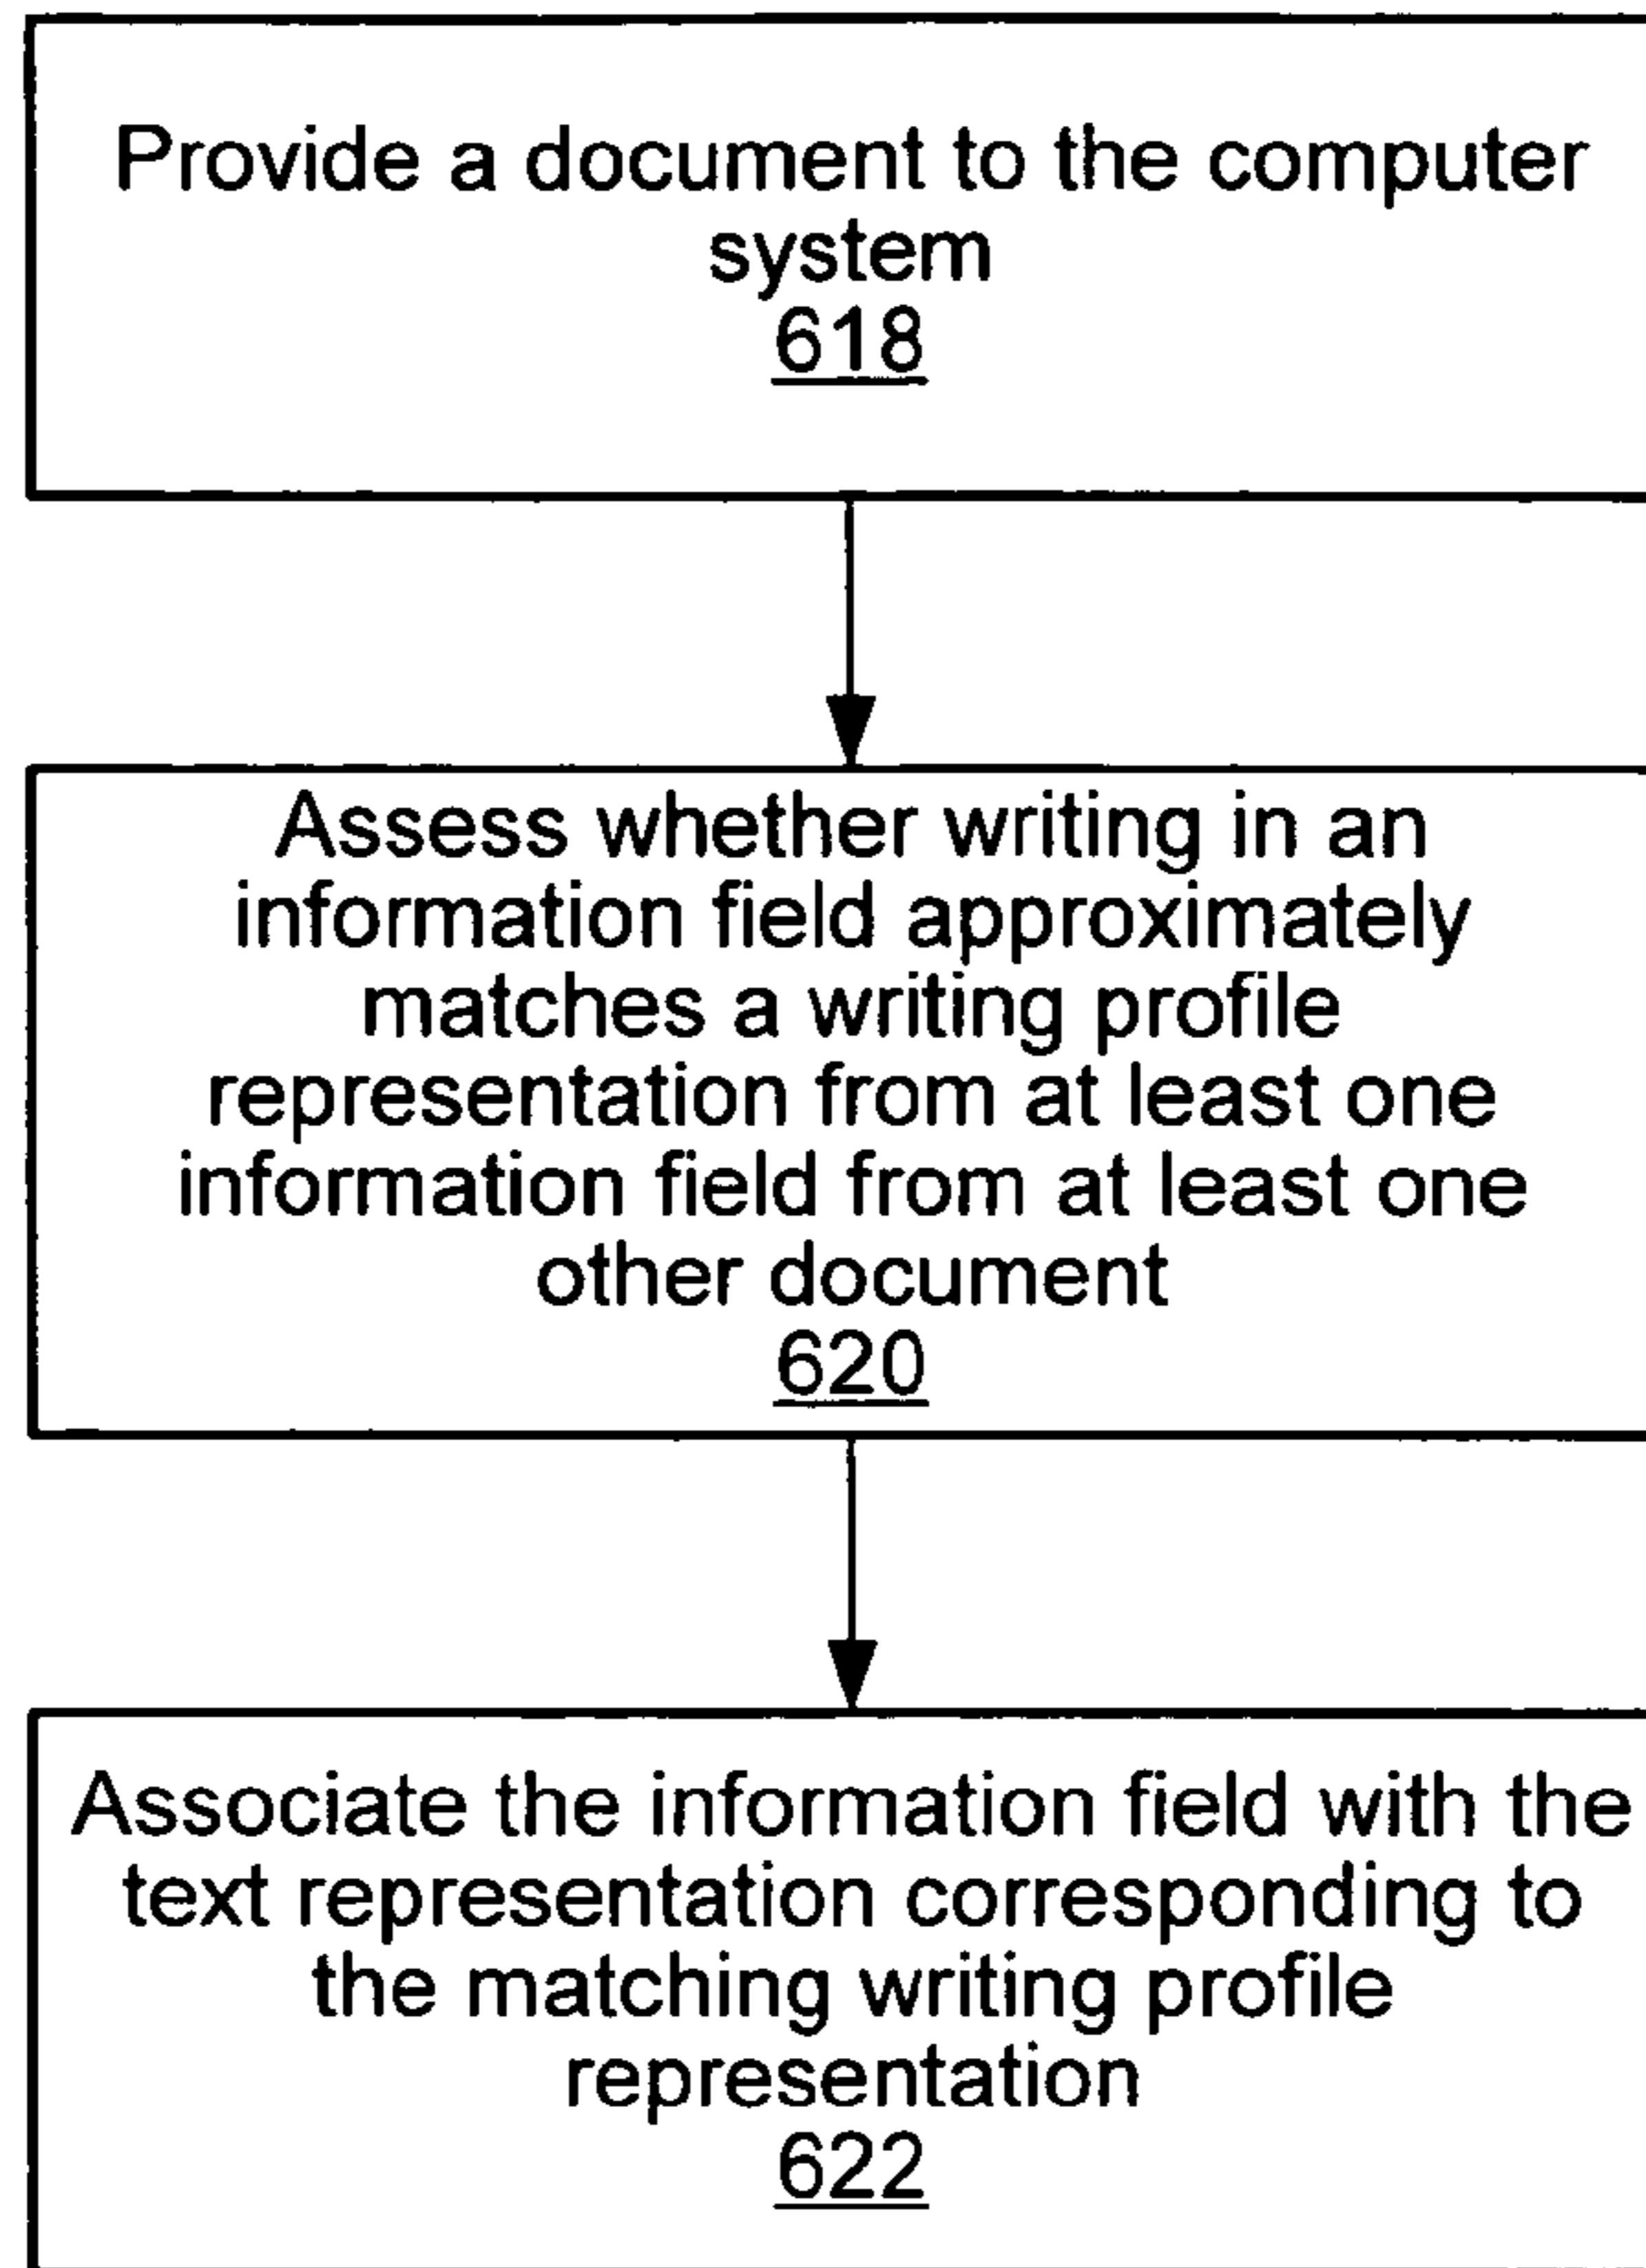 Provide a document to the computer
system
618
Assess whether writing in an
information field approximately
matches a writing profile
representation from at least one
information field from at least one
other document
620
Associate the information field with the
text representation corresponding to
the matching writing profile
representation
622